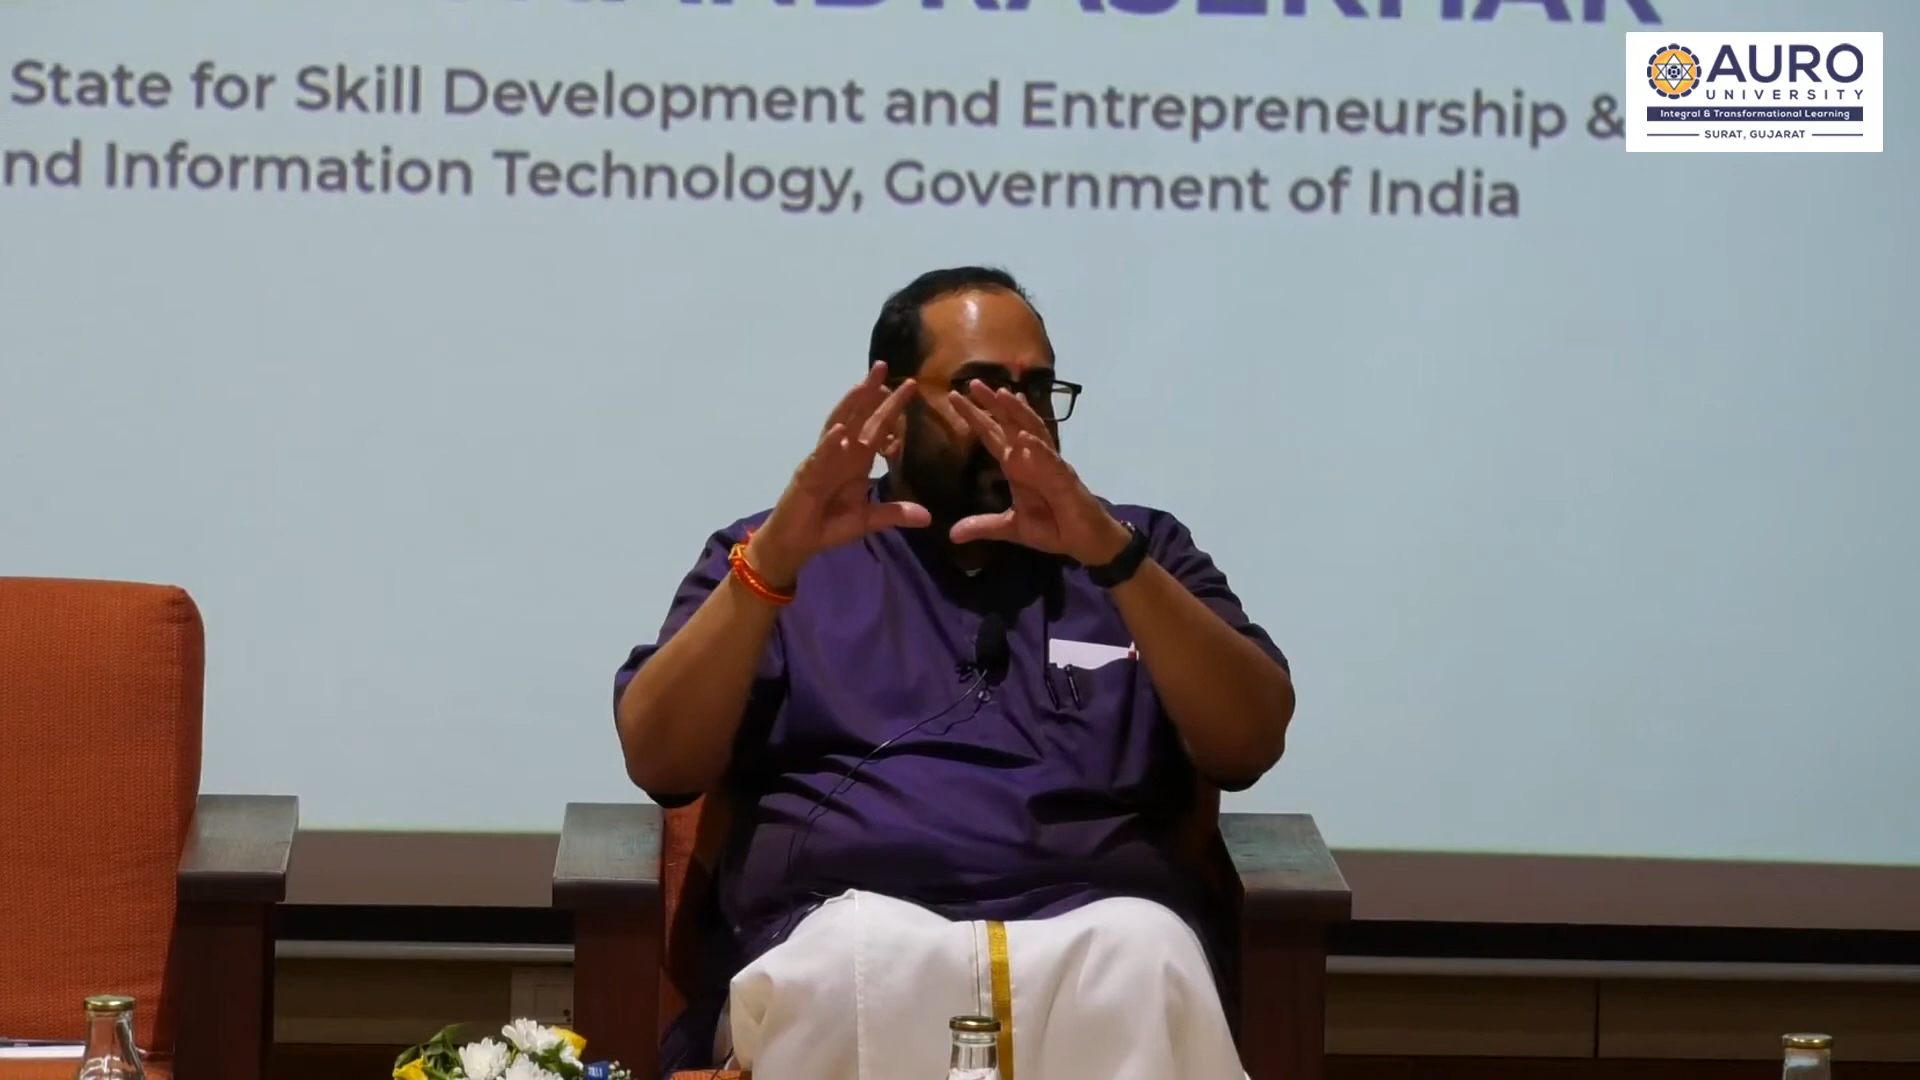 State for Skill Development and Entrepreneurship &
nd Information Technology, Government of India
AURO
UNIVERSITY
Integral & Transformational Learning
SURAT, GUJARAT